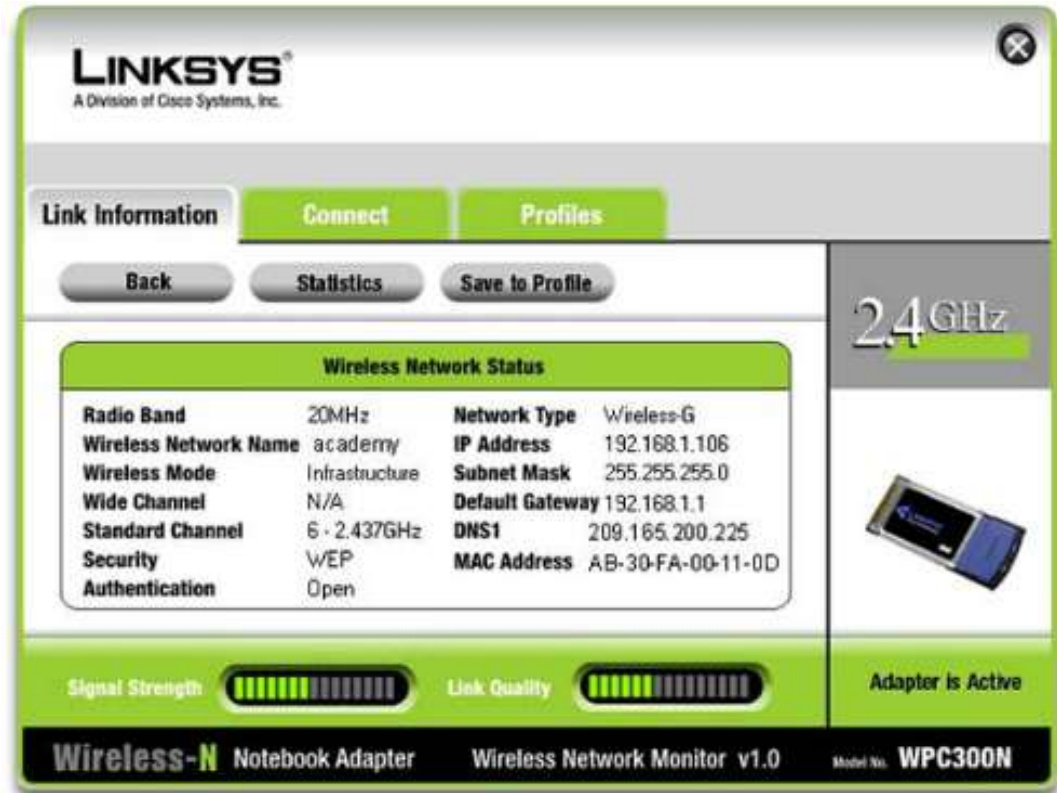 LINKSYS®
A Division of Cisco Systems, Inc.
Link Information Connect Profiles
Back Statistics Save to Profile
2.4GHz
Wireless Network Status
Radio Band 20MHz Network Type Wireless-G
Wireless Network Name academy IP Address 192.168.1.106
Wireless Mode Infrastructure Subnet Mask 255.255.255.0
Wide Channel N/A Default Gateway 192.168.1.1
Standard Channel 6 - 2.437GHz DNS1 209.165.200.225
Security WEP MAC Address AB-30-FA-00-11-0D
Authentication Open
Signal Strength Link Quality Adapter is Active
Wireless-N Notebook Adapter Wireless Network Monitor v1.0 Model No. WPC300N